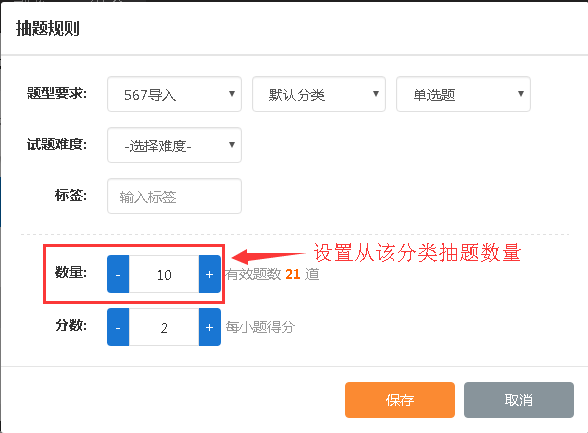 抽题规则
题型要求: 567导入 默认分类 单选题
试题难度: -选择难度-
标签: 输入标签
设置从该分类抽题数量
数量: - 10 + 有效题数 21 道
分数: - 2 + 每小题得分
保存 取消